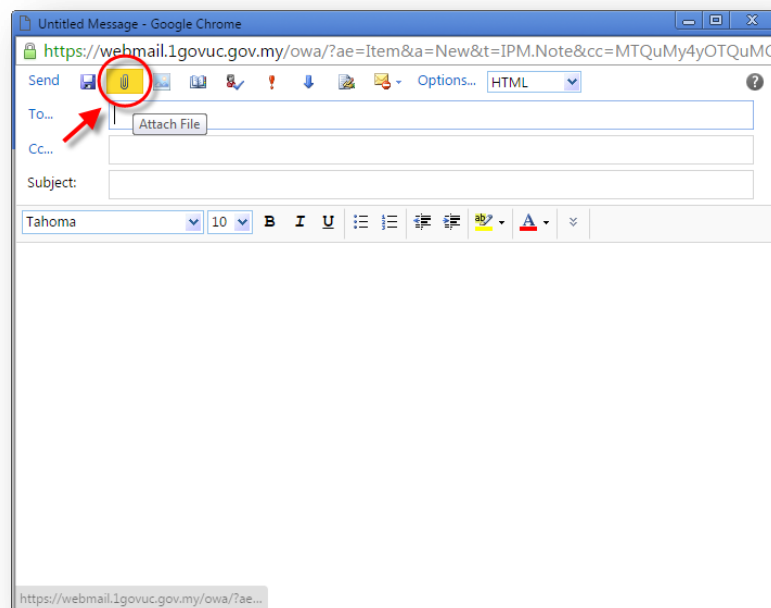 Untitled Message - Google Chrome
https://webmail.1govuc.gov.my/owa/?ae=Item&a=New&t=IPM.Note&cc=MTQuMy4yOTQuMC
Send Options... HTML
To...
Attach File
Cc...
Subject:
Tahoma 10 B I U ab A
https://webmail.1govuc.gov.my/owa/?ae...